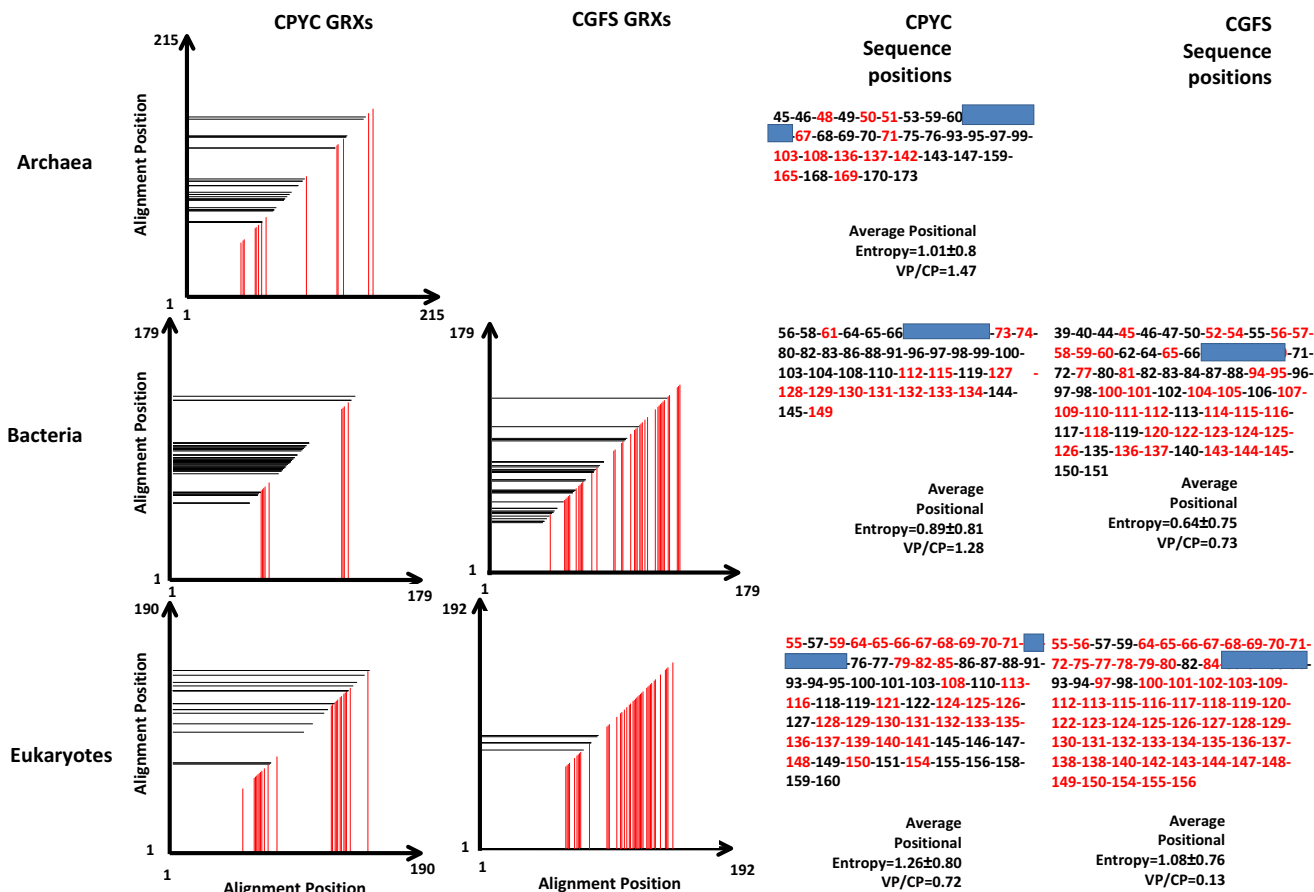 CPYC GRXs
CGFS GRXs
CPYC
Sequence
positions
CGFS
Sequence
positions
Archaea
215
Alignment Position
1
1
215
45-46-48-49-50-51-53-59-60
-67-68-69-70-71-75-76-93-95-97-99-
103-108-136-137-142-143-147-159-
165-168-169-170-173
Average Positional
Entropy=1.01±0.8
VP/CP=1.47
Bacteria
179
Alignment Position
1
1
179
179
1
1
179
56-58-61-64-65-66
-73-74-
80-82-83-86-88-91-96-97-98-99-100-
103-104-108-110-112-115-119-127 -
128-129-130-131-132-133-134-144-
145-149
Average
Positional
Entropy=0.89±0.81
VP/CP=1.28
39-40-44-45-46-47-50-52-54-55-56-57-
58-59-60-62-64-65-66
-71-
72-77-80-81-82-83-84-87-88-94-95-96-
97-98-100-101-102-104-105-106-107-
109-110-111-112-113-114-115-116-
117-118-119-120-122-123-124-125-
126-135-136-137-140-143-144-145-
150-151
Average
Positional
Entropy=0.64±0.75
VP/CP=0.73
Eukaryotes
190
Alignment Position
1
1
190
Alignment Position
192
1
1
192
Alignment Position
55-57-59-64-65-66-67-68-69-70-71-
-76-77-79-82-85-86-87-88-91-
93-94-95-100-101-103-108-110-113-
116-118-119-121-122-124-125-126-
127-128-129-130-131-132-133-135-
136-137-139-140-141-145-146-147-
148-149-150-151-154-155-156-158-
159-160
Average
Positional
Entropy=1.26±0.80
VP/CP=0.72
55-56-57-59-64-65-66-67-68-69-70-71-
72-75-77-78-79-80-82-84
93-94-97-98-100-101-102-103-109-
112-113-115-116-117-118-119-120-
122-123-124-125-126-127-128-129-
130-131-132-133-134-135-136-137-
138-138-140-142-143-144-147-148-
149-150-154-155-156
Average
Positional
Entropy=1.08±0.76
VP/CP=0.13